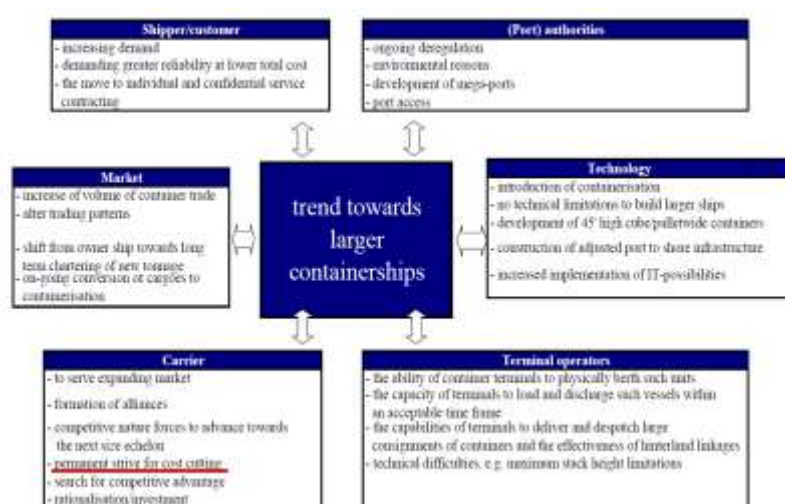 Shipper/customer
- increasing demand
- demanding greater reliability at lower total cost
- the move to individual and confidential service
contracting
(Port) authorities
- ongoing deregulation
- environmental reasons
- development of mega-ports
- port access
Market
- increase of volume of container trade
- alter trading patterns
- shift from owner ship towards long
term chartering of new tonnage
- on-going conversion of cargoes to
containerisation
trend towards
larger
containerships
Technology
- introduction of containerisation
- no technical limitations to build larger ships
- development of 45' high cube/palletwide containers
- construction of adjusted port to shore infrastructure
- increased implementation of IT-possibilities
Carrier
- to serve expanding market
- formation of alliances
- competitive nature forces to advance towards
the next size echelon
- permanent strive for cost cutting
- search for competitive advantage
- rationalisation/investment
Terminal operators
- the ability of container terminals to physically berth such units
- the capacity of terminals to load and discharge such vessels within
an acceptable time frame
- the capabilities of terminals to deliver and despatch large
consignments of containers and the effectiveness of hinterland linkages
- technical difficulties, e.g. maximum stack height limitations